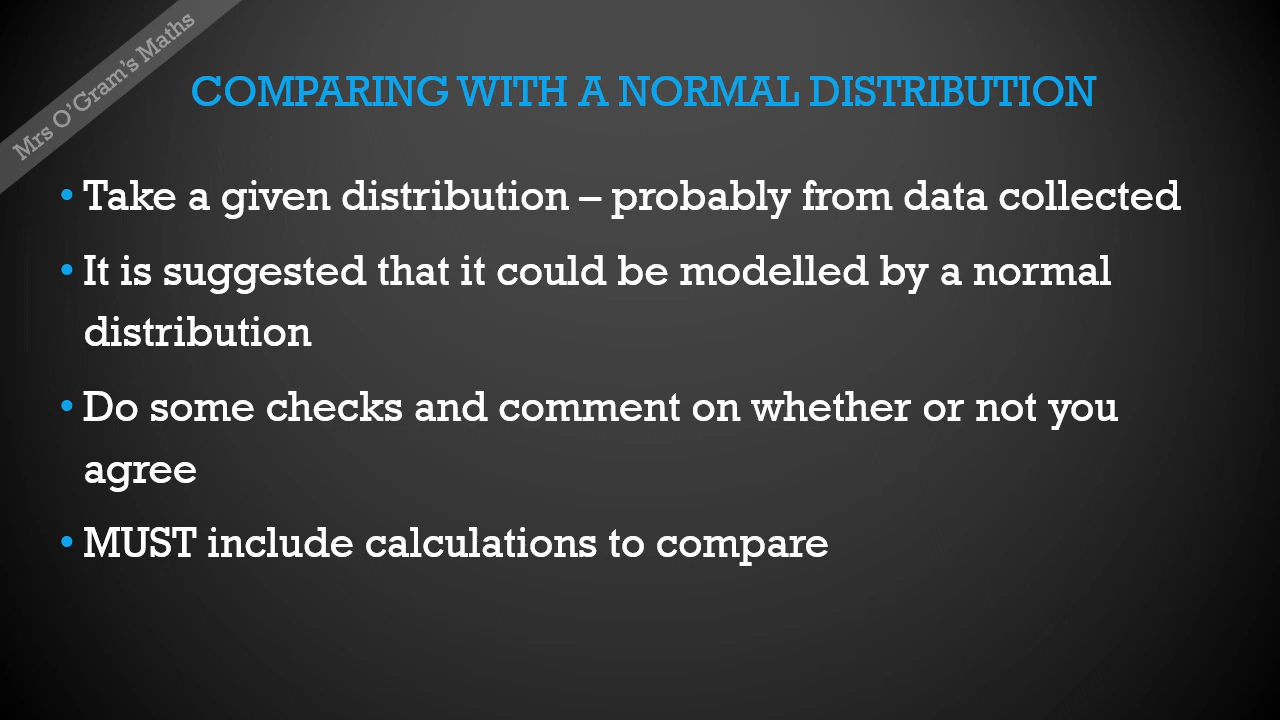 Mrs O'Gram's Maths
COMPARING WITH A NORMAL DISTRIBUTION
• Take a given distribution – probably from data collected
• It is suggested that it could be modelled by a normal
distribution
• Do some checks and comment on whether or not you
agree
• MUST include calculations to compare